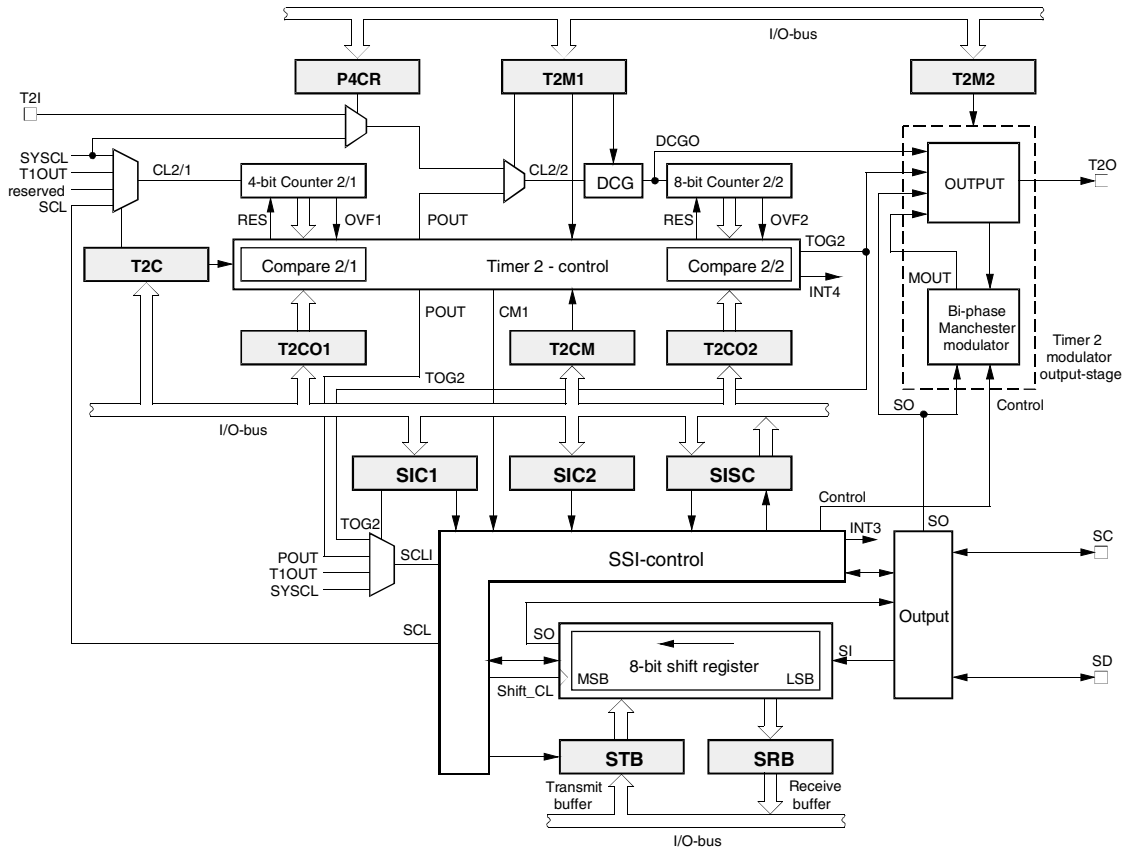 I/O-bus
P4CR
T2M1
T2M2
T2I
DCGO
SYSCL
T1OUT
reserved
SCL
CL2/1
4-bit Counter 2/1
CL2/2
DCG
8-bit Counter 2/2
OUTPUT
T2O
RES
OVF1
POUT
RES
OVF2
TOG2
T2C
Compare 2/1
Timer 2 - control
Compare 2/2
INT4
MOUT
POUT
CM1
Bi-phase
Manchester
modulator
T2CO1
T2CM
T2CO2
Timer 2
modulator
output-stage
TOG2
SO
Control
I/O-bus
SIC1
SIC2
SISC
Control
TOG2
INT3
SO
SC
POUT
T1OUT
SYSCL
SCLI
SSI-control
Output
SCL
SO
SI
8-bit shift register
MSB
LSB
SD
Shift_CL
STB
SRB
Transmit
buffer
Receive
buffer
I/O-bus